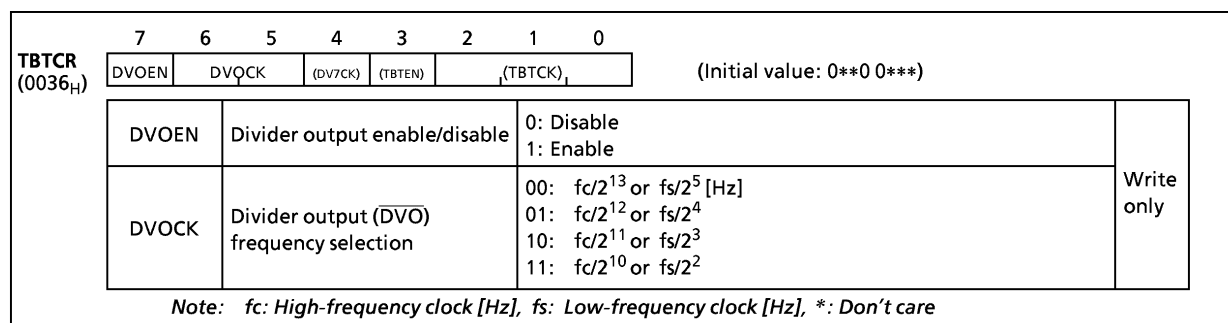 7 6 5 4 3 2 1 0
TBTCR
(0036H)
DVOEN DVOCK (DV7CK) (TBTEN) (TBTCK) (Initial value: 0**0 0***)
DVOEN Divider output enable/disable
0: Disable
1: Enable
DVOCK Divider output (DVO)
frequency selection
00: fc/2^13 or fs/2^5 [Hz]
01: fc/2^12 or fs/2^4
10: fc/2^11 or fs/2^3
11: fc/2^10 or fs/2^2
Write
only
Note: fc: High-frequency clock [Hz], fs: Low-frequency clock [Hz], *: Don't care